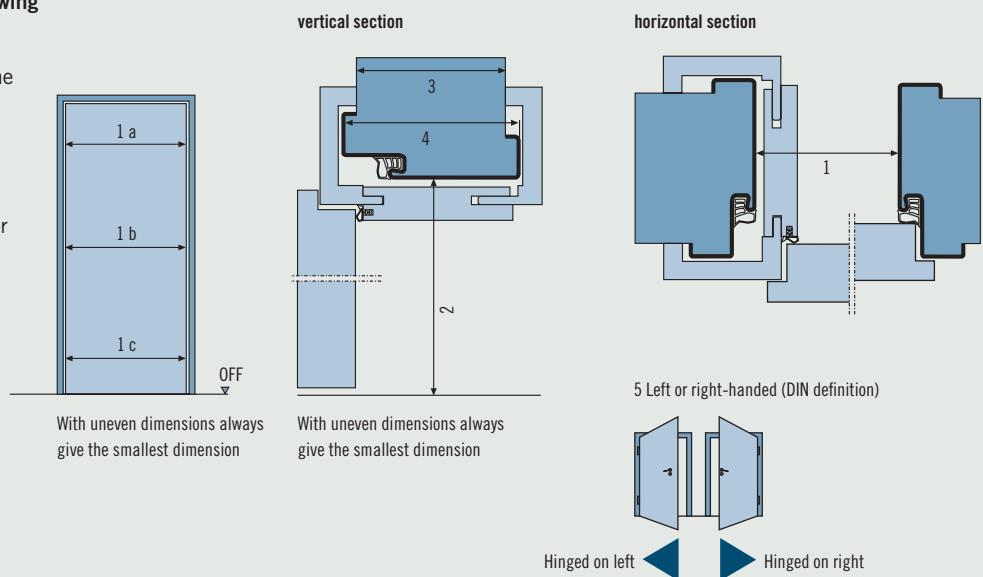 wing
ne
r
1 a
1 b
1 c
OFF
With uneven dimensions always
give the smallest dimension
vertical section
3
4
2
With uneven dimensions always
give the smallest dimension
horizontal section
1
5 Left or right-handed (DIN definition)
Hinged on left
Hinged on right